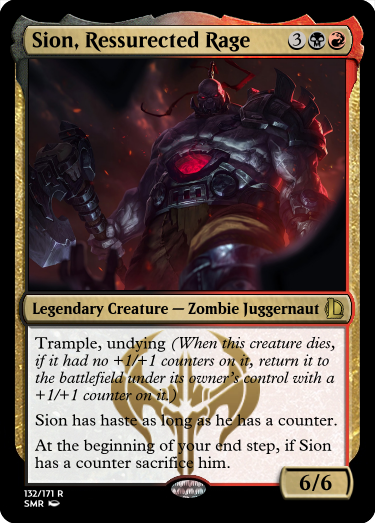 Sion, Ressurected Rage 3
Legendary Creature — Zombie Juggernaut
Trample, undying (When this creature dies,
if it had no +1/+1 counters on it, return it to
the battlefield under its owner's control with a
+1/+1 counter on it.)
Sion has haste as long as he has a counter.
At the beginning of your end step, if Sion
has a counter sacrifice him.
6/6
132/171 R
SMR